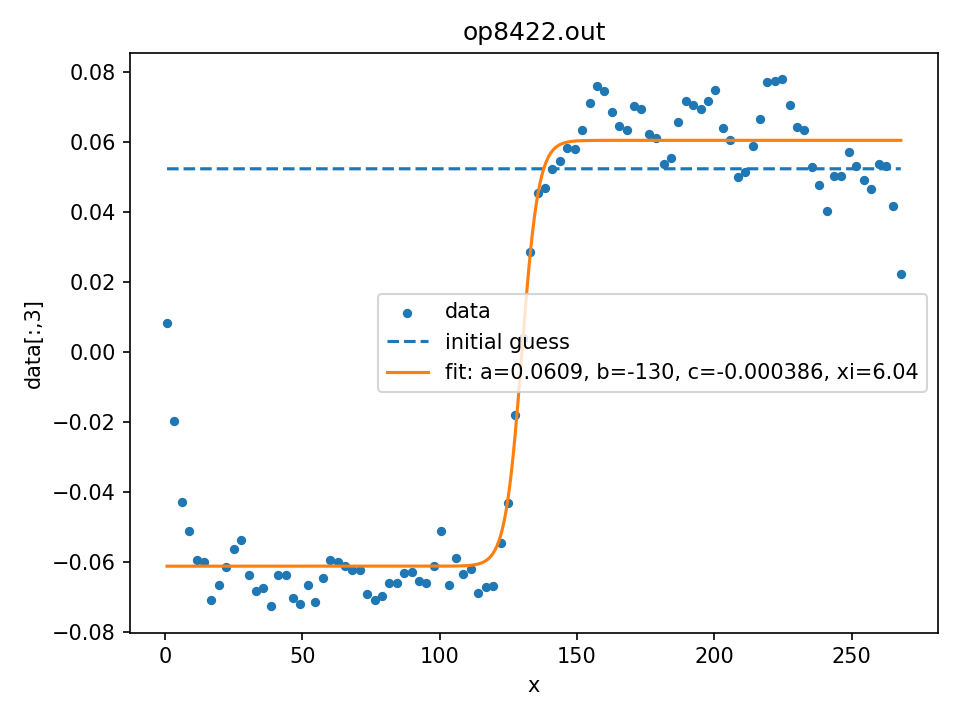 op8422.out
0.08
0.06
0.04
0.02
0.00
−0.02
−0.04
−0.06
−0.08
data[:,3]
data
initial guess
fit: a=0.0609, b=-130, c=-0.000386, xi=6.04
0 50 100 150 200 250
x